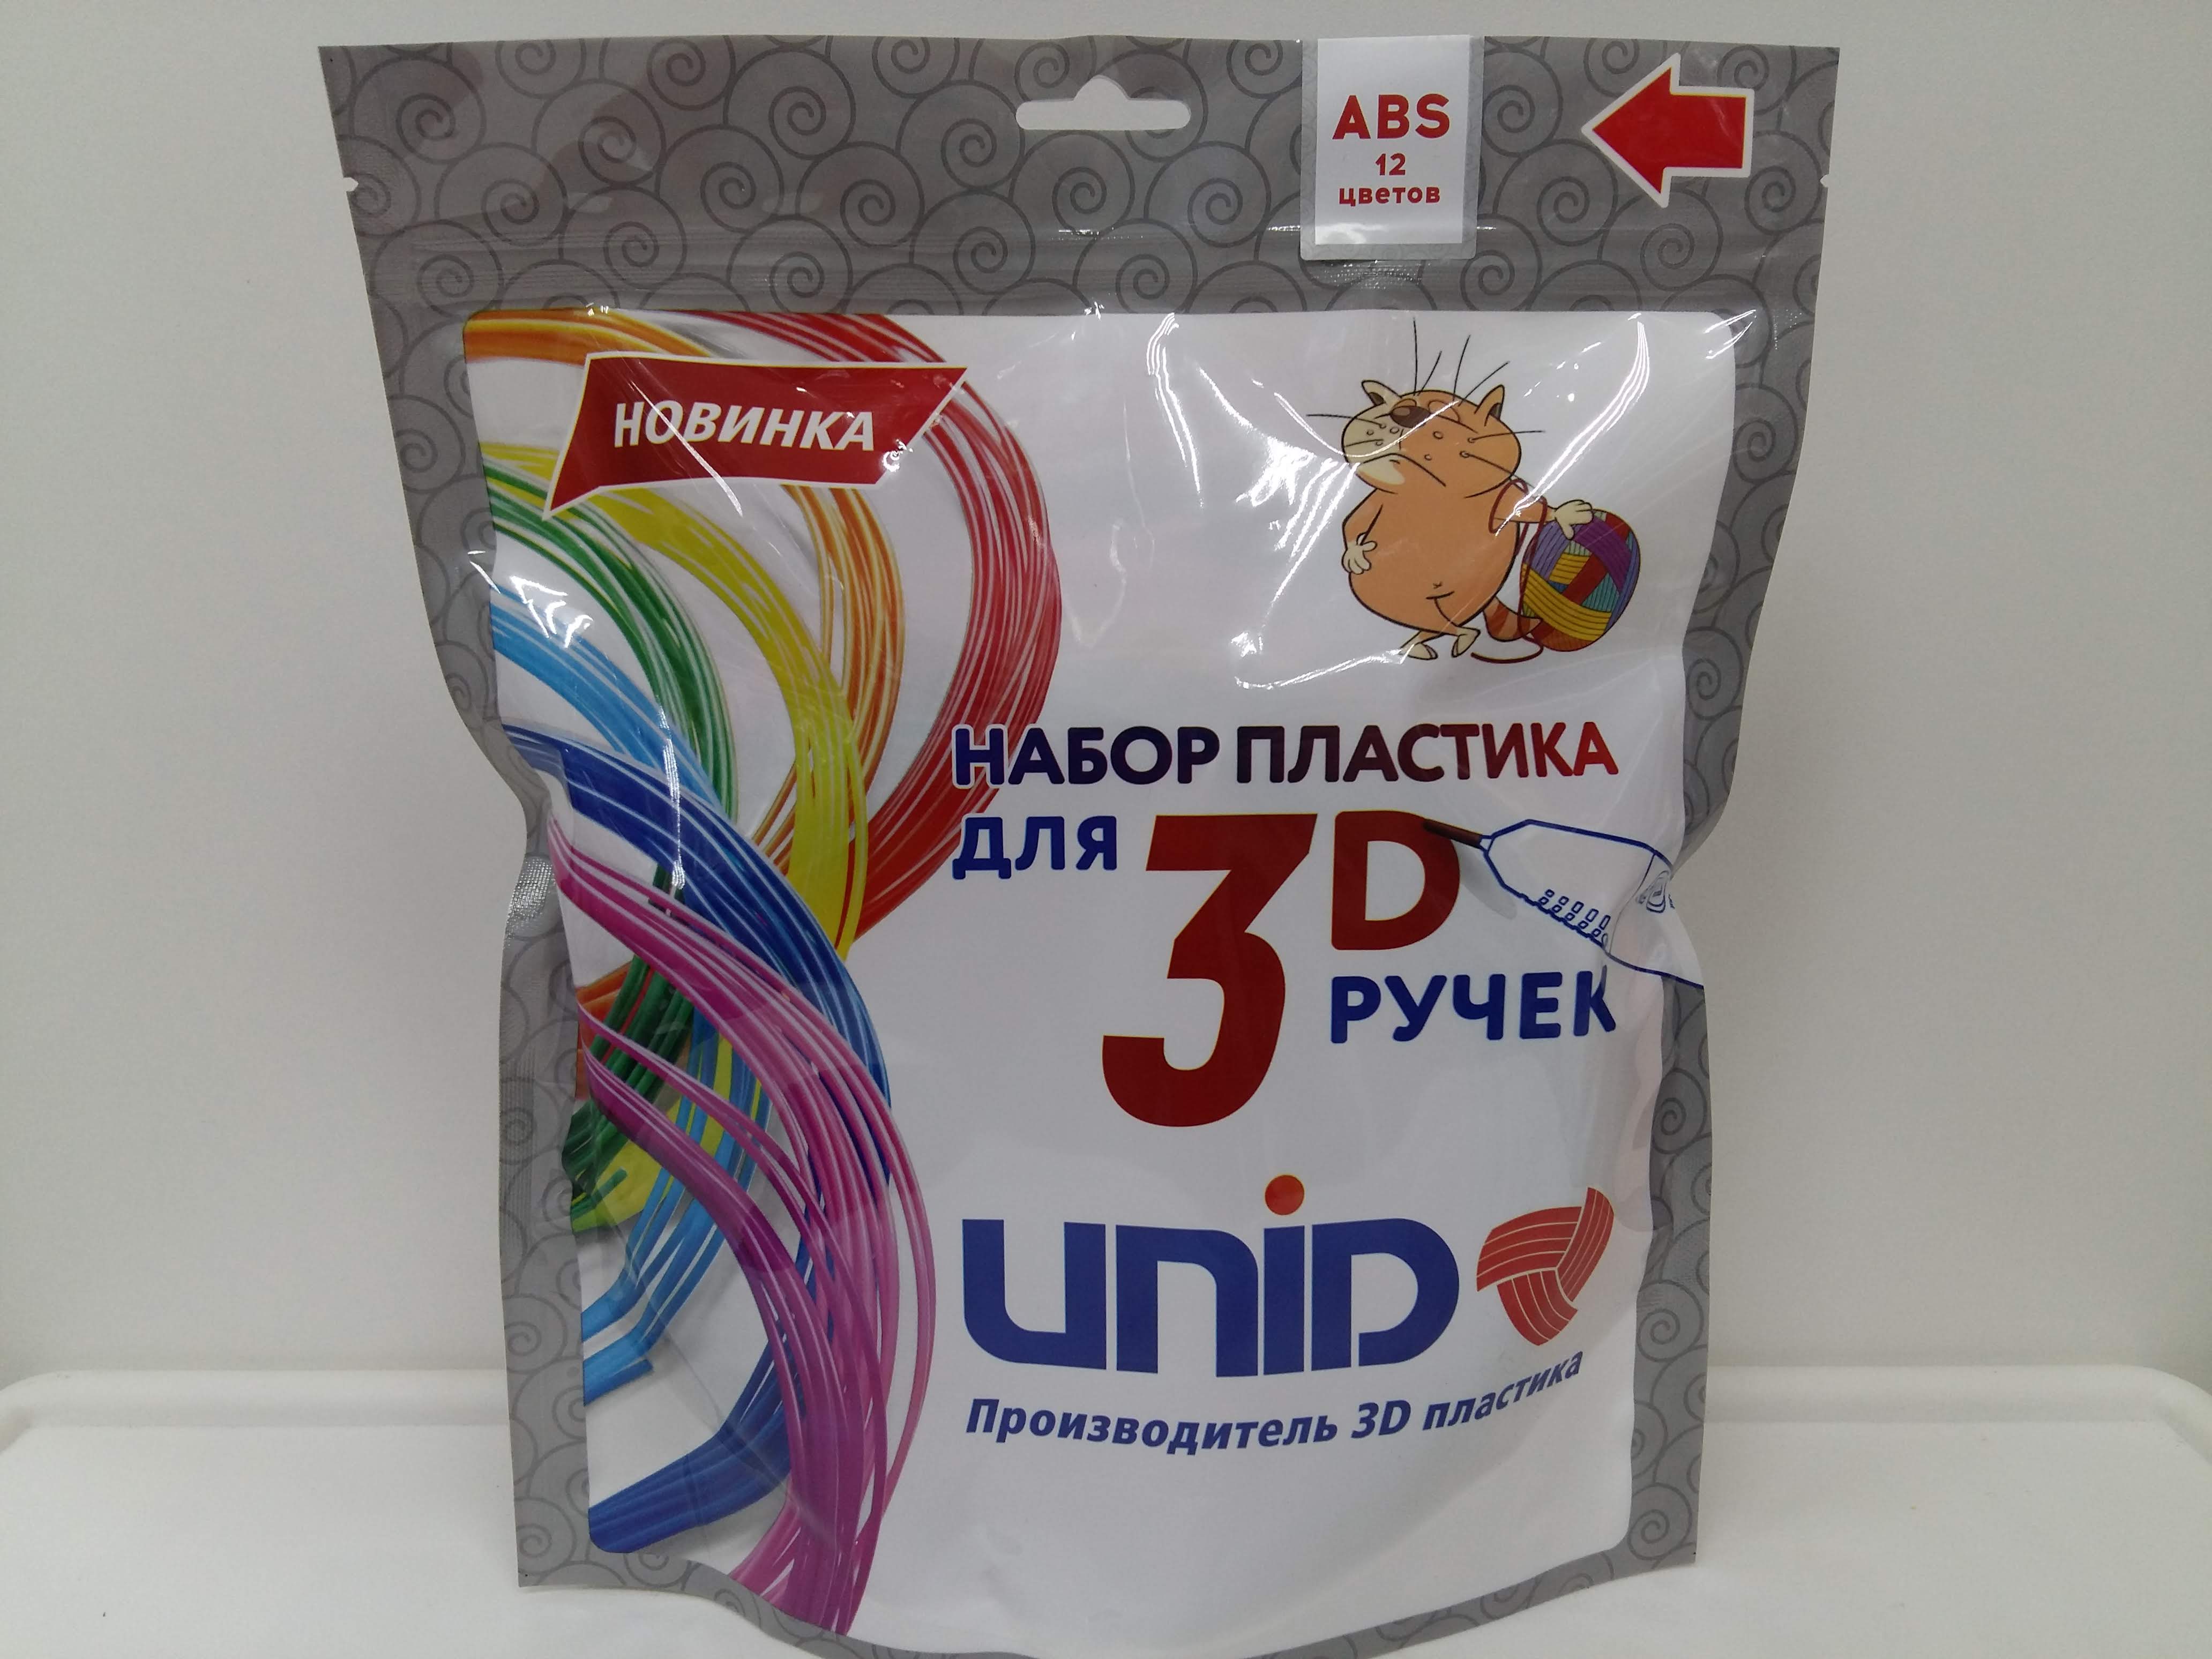 ABS
12
цветов
НОВИНКА
НАБОР ПЛАСТИКА
ДЛЯ 3D
РУЧЕК
UNiD
Производитель 3D пластика